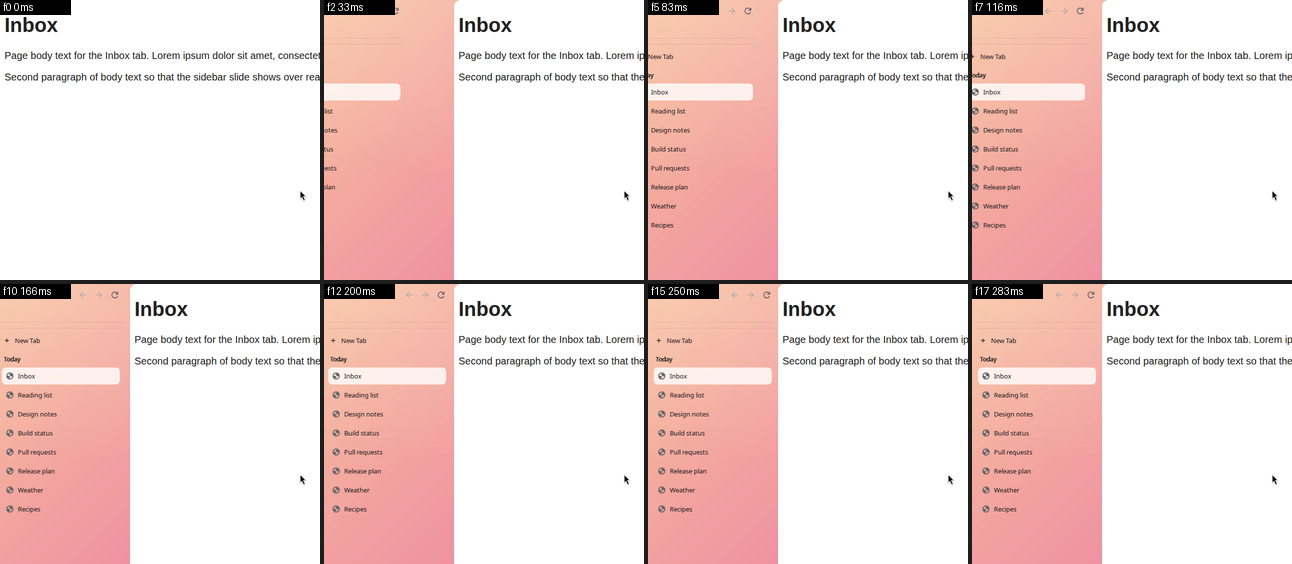 f0 0ms
Inbox
Page body text for the Inbox tab. Lorem ipsum dolor sit amet, consectet
Second paragraph of body text so that the sidebar slide shows over rea
f2 33ms
Inbox
Page body text for the Inbox tab. Lorem ip
Second paragraph of body text so that the
list
otes
tus
ests
plan
f5 83ms
Inbox
New Tab
Page body text for the Inbox tab. Lorem ip
ay
Second paragraph of body text so that the
Inbox
Reading list
Design notes
Build status
Pull requests
Release plan
Weather
Recipes
f7 116ms
Inbox
New Tab
Page body text for the Inbox tab. Lorem ip
oday
Second paragraph of body text so that the
Inbox
Reading list
Design notes
Build status
Pull requests
Release plan
Weather
Recipes
f10 166ms
Inbox
New Tab
Page body text for the Inbox tab. Lorem ip
Today
Second paragraph of body text so that the
Inbox
Reading list
Design notes
Build status
Pull requests
Release plan
Weather
Recipes
f12 200ms
Inbox
New Tab
Page body text for the Inbox tab. Lorem ip
Today
Second paragraph of body text so that the
Inbox
Reading list
Design notes
Build status
Pull requests
Release plan
Weather
Recipes
f15 250ms
Inbox
New Tab
Page body text for the Inbox tab. Lorem ip
Today
Second paragraph of body text so that the
Inbox
Reading list
Design notes
Build status
Pull requests
Release plan
Weather
Recipes
f17 283ms
Inbox
New Tab
Page body text for the Inbox tab. Lorem ip
Today
Second paragraph of body text so that the
Inbox
Reading list
Design notes
Build status
Pull requests
Release plan
Weather
Recipes